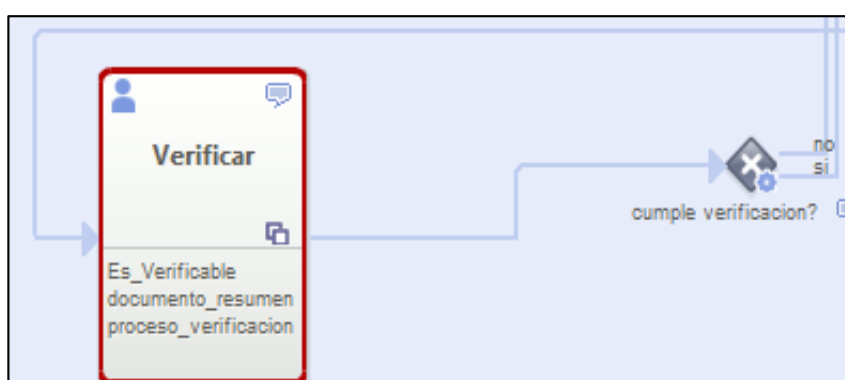 Verificar
Es_Verificable
documento_resumen
proceso_verificacion
no
si
cumple verificacion?